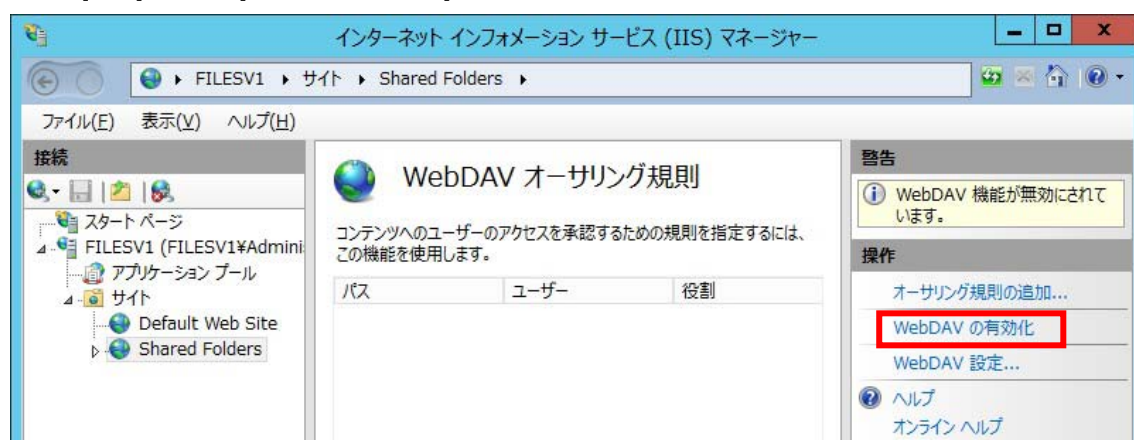 インターネット インフォメーション サービス (IIS) マネージャー
FILESV1 サイト Shared Folders
ファイル(F) 表示(V) ヘルプ(H)
接続
スタート ページ
FILESV1 (FILESV1¥Admini
アプリケーション プール
サイト
Default Web Site
Shared Folders
WebDAV オーサリング規則
コンテンツへのユーザーのアクセスを承認するための規則を指定するには、
この機能を使用します。
パス ユーザー 役割
警告
WebDAV 機能が無効にされて
います。
操作
オーサリング規則の追加...
WebDAV の有効化
WebDAV 設定...
ヘルプ
オンライン ヘルプ